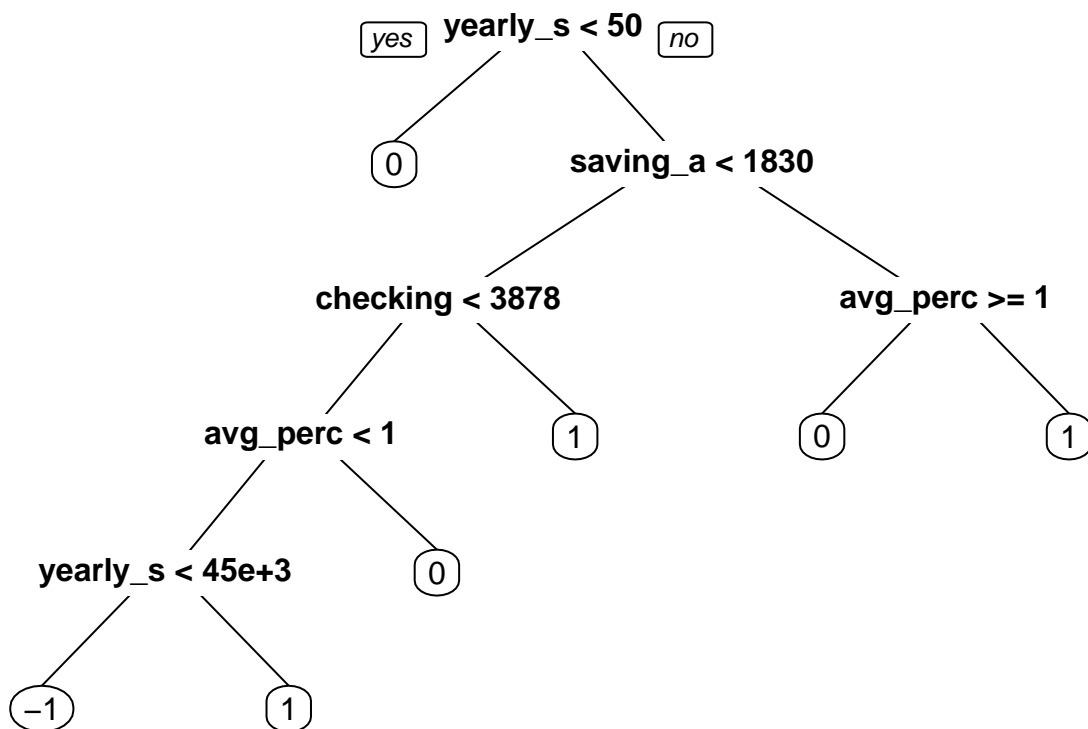 yes yearly_s < 50 no
0 saving_a < 1830
checking < 3878 avg_perc >= 1
avg_perc < 1 1 0 1
yearly_s < 45e+3 0
−1 1